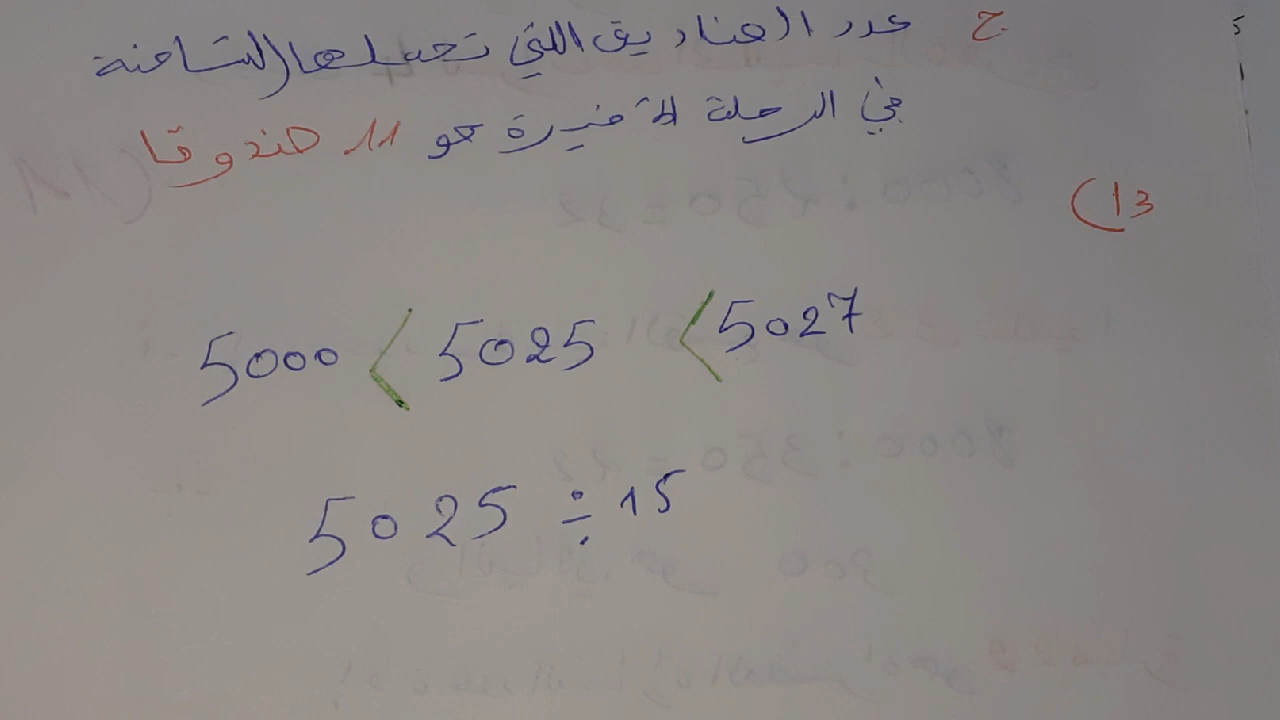 ج عدد الصناديق التي تحملها الشاحنة
في الرحلة الأخيرة هو 11 صندوقا
13)
5000 < 5025 < 5027
5025 ÷ 15